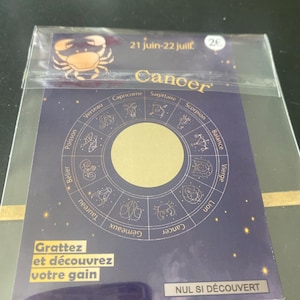 21 juin-22 juil.
2€
Cancer
Sagittaire
Scorpion
Balance
Vierge
Lion
Cancer
Gémeaux
Taureau
Bélier
Poisson
Verseau
Capricorne
Grattez
et découvrez
votre gain
NUL SI DÉCOUVERT